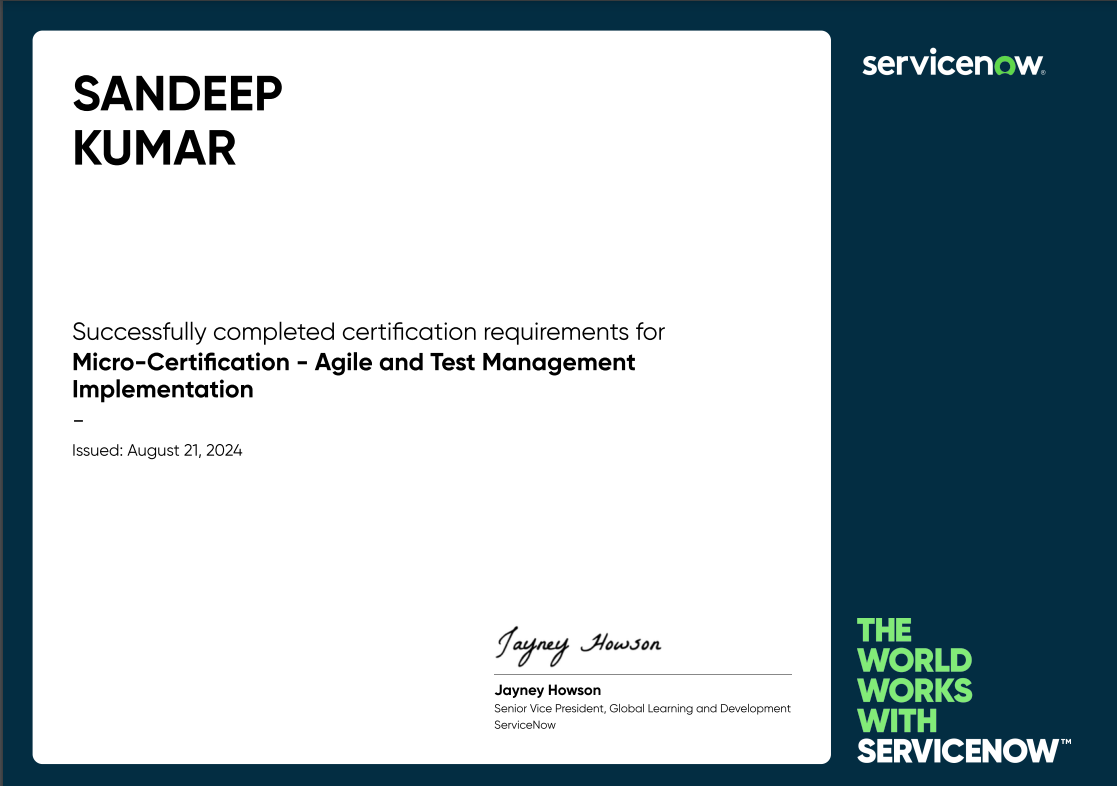 SANDEEP
KUMAR
servicenow®
Successfully completed certification requirements for
Micro-Certification - Agile and Test Management
Implementation
–
Issued: August 21, 2024
Jayney Howson
Jayney Howson
Senior Vice President, Global Learning and Development
ServiceNow
THE
WORLD
WORKS
WITH
SERVICENOW™